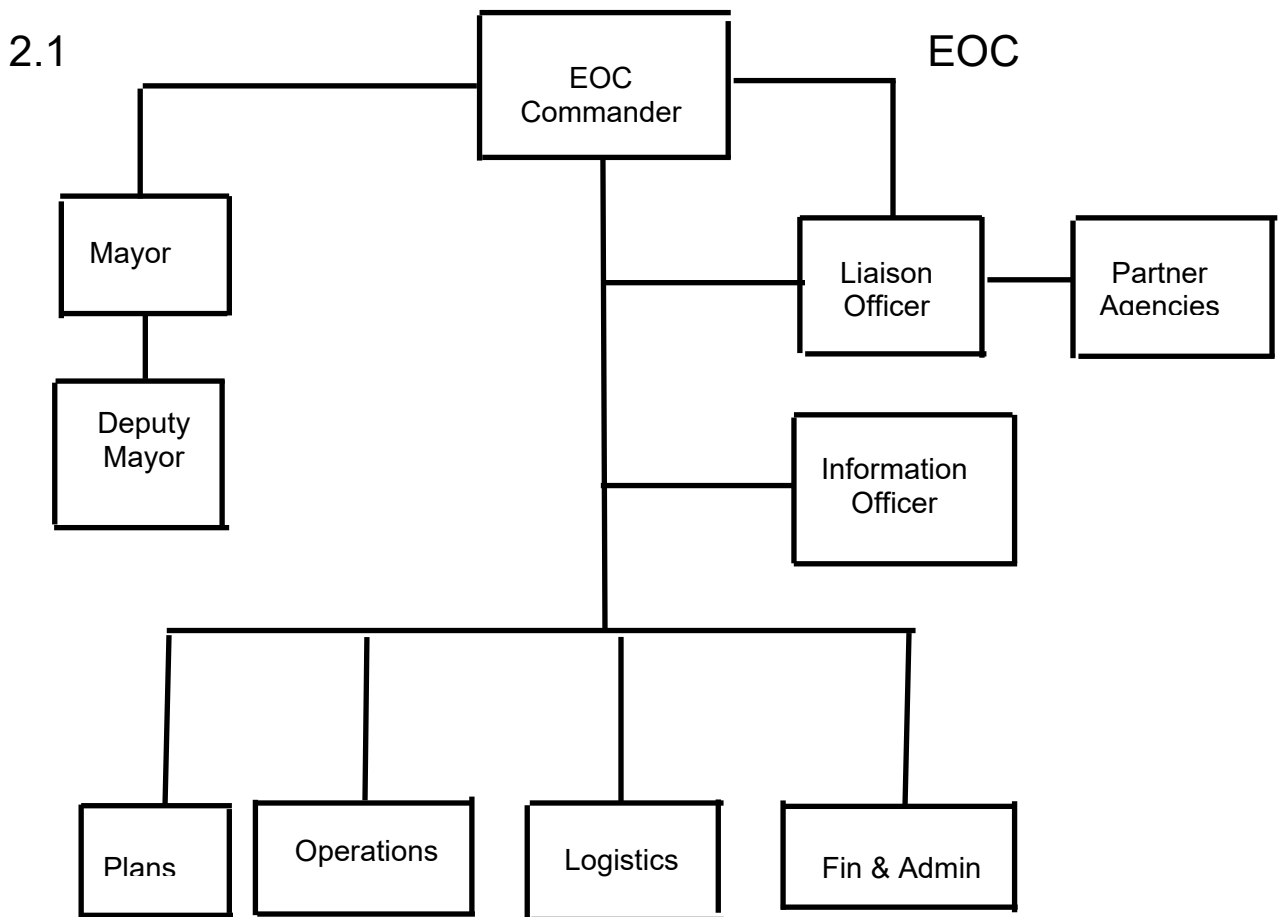 2.1
EOC
EOC
Commander
Mayor
Liaison
Officer
Partner
Agencies
Deputy
Mayor
Information
Officer
Plans
Operations
Logistics
Fin & Admin